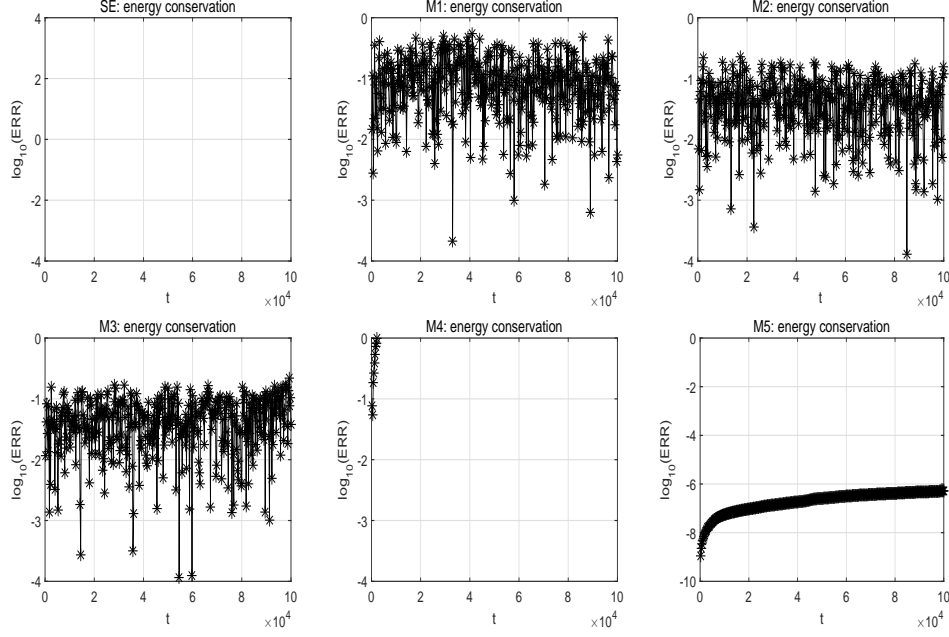 SE: energy conservation
M1: energy conservation
M2: energy conservation
4
2
0
-2
-4
log10(ERR)
0 2 4 6 8 10
t
×10^4
0
-1
-2
-3
-4
log10(ERR)
0 2 4 6 8 10
t
×10^4
0
-1
-2
-3
-4
log10(ERR)
0 2 4 6 8 10
t
×10^4
M3: energy conservation
M4: energy conservation
M5: energy conservation
0
-1
-2
-3
-4
log10(ERR)
0 2 4 6 8 10
t
×10^4
0
-1
-2
-3
-4
log10(ERR)
0 2 4 6 8 10
t
×10^4
0
-2
-4
-6
-8
-10
log10(ERR)
0 2 4 6 8 10
t
×10^4